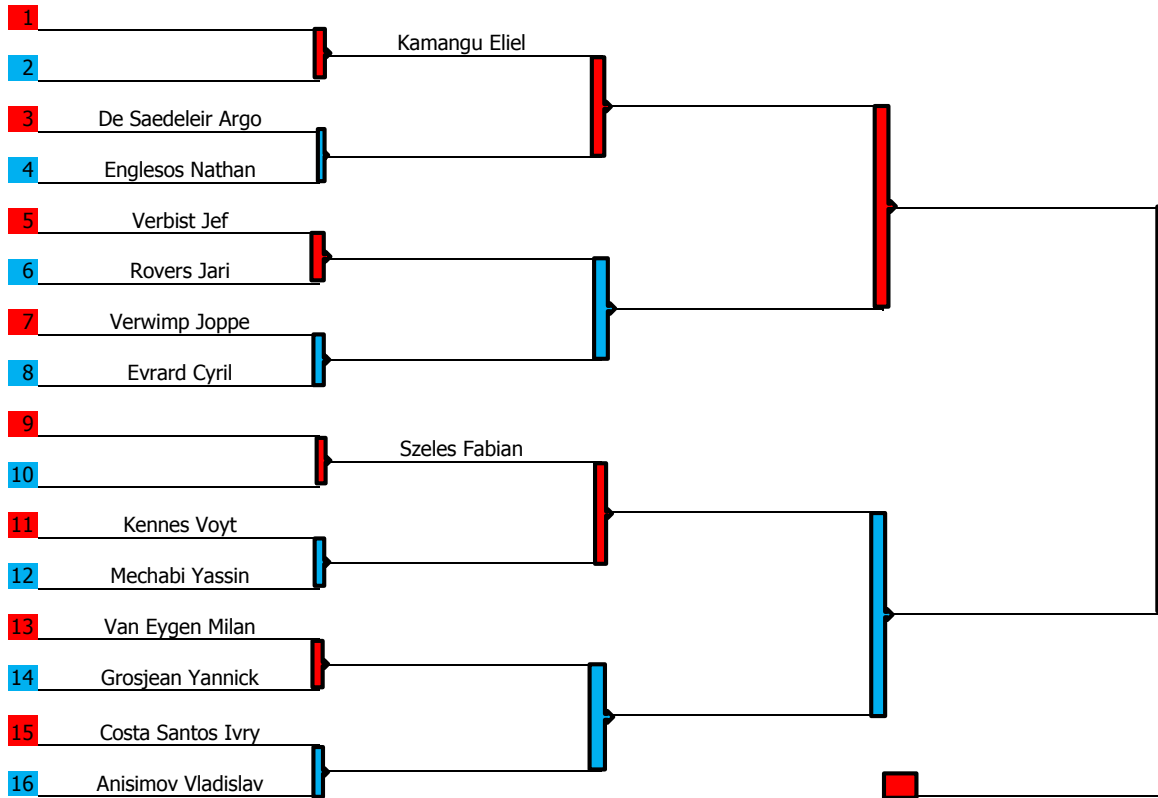 1
Kamangu Eliel
2
3 De Saedeleir Argo
4 Englesos Nathan
5 Verbist Jef
6 Rovers Jari
7 Verwimp Joppe
8 Evrard Cyril
9
Szeles Fabian
10
11 Kennes Voyt
12 Mechabi Yassin
13 Van Eygen Milan
14 Grosjean Yannick
15 Costa Santos Ivry
16 Anisimov Vladislav